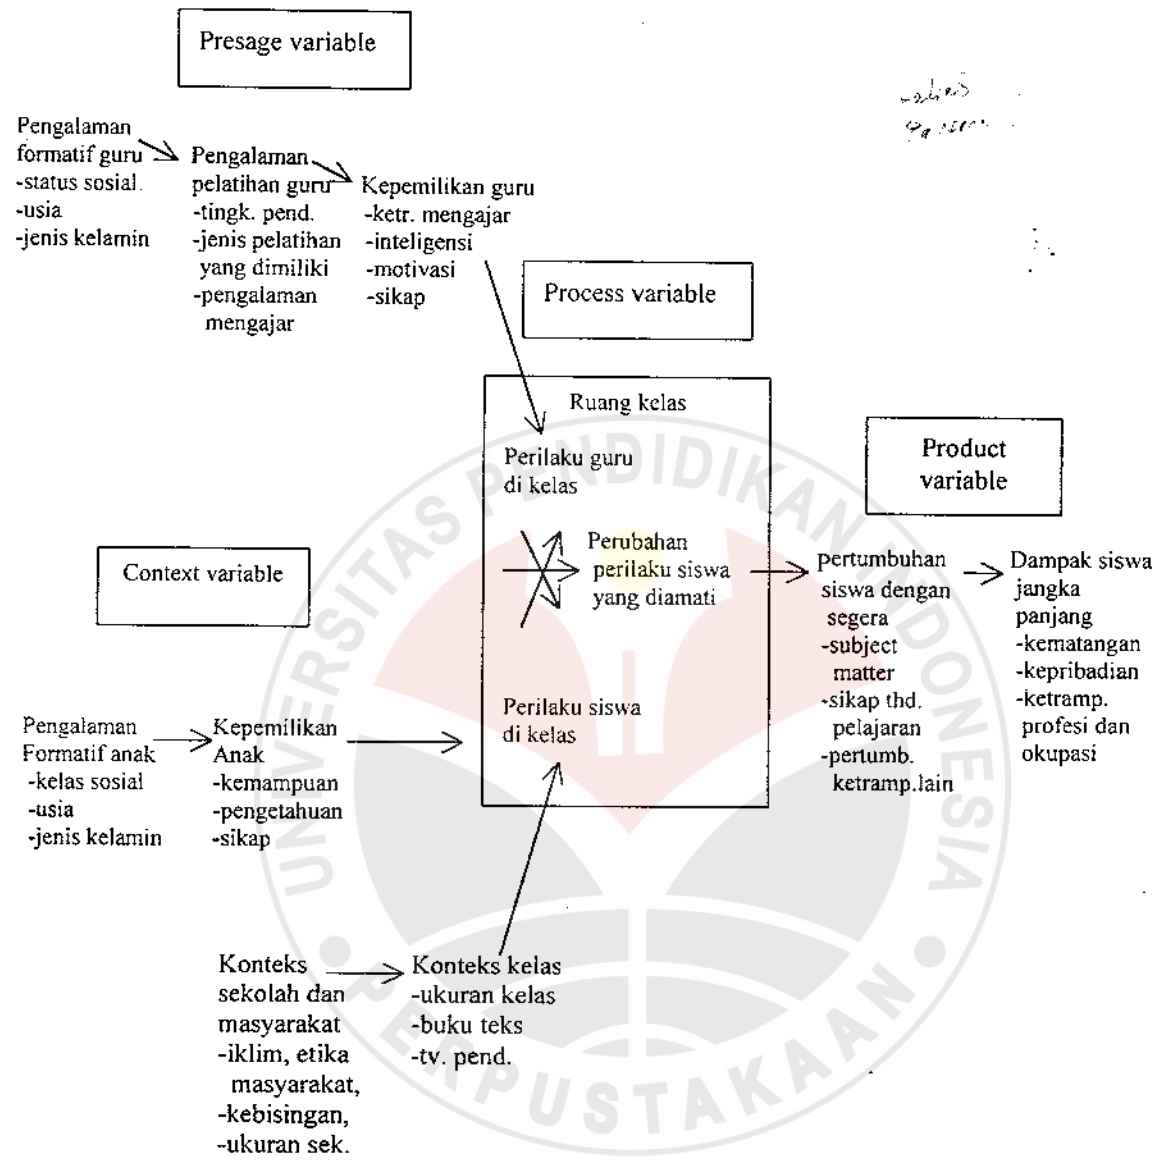 Presage variable
Pengalaman
formatif guru
-status sosial.
-usia
-jenis kelamin
Pengalaman
pelatihan guru
-tingk. pend.
-jenis pelatihan
yang dimiliki
-pengalaman
mengajar
Kepemilikan guru
-ketr. mengajar
-inteligensi
-motivasi
-sikap
Process variable
Ruang kelas
Perilaku guru
di kelas
Perubahan
perilaku siswa
yang diamati
Perilaku siswa
di kelas
Product
variable
Pertumbuhan
siswa dengan
segera
-subject
matter
-sikap thd.
pelajaran
-pertumb.
ketramp.lain
Dampak siswa
jangka
panjang
-kematangan
-kepribadian
-ketramp.
profesi dan
okupasi
Context variable
Pengalaman
Formatif anak
-kelas sosial
-usia
-jenis kelamin
Kepemilikan
Anak
-kemampuan
-pengetahuan
-sikap
Konteks
sekolah dan
masyarakat
-iklim, etika
masyarakat,
-kebisingan,
-ukuran sek.
Konteks kelas
-ukuran kelas
-buku teks
-tv. pend.
UNIVERSITAS PENDIDIKAN INDONESIA
PERPUSTAKAAN